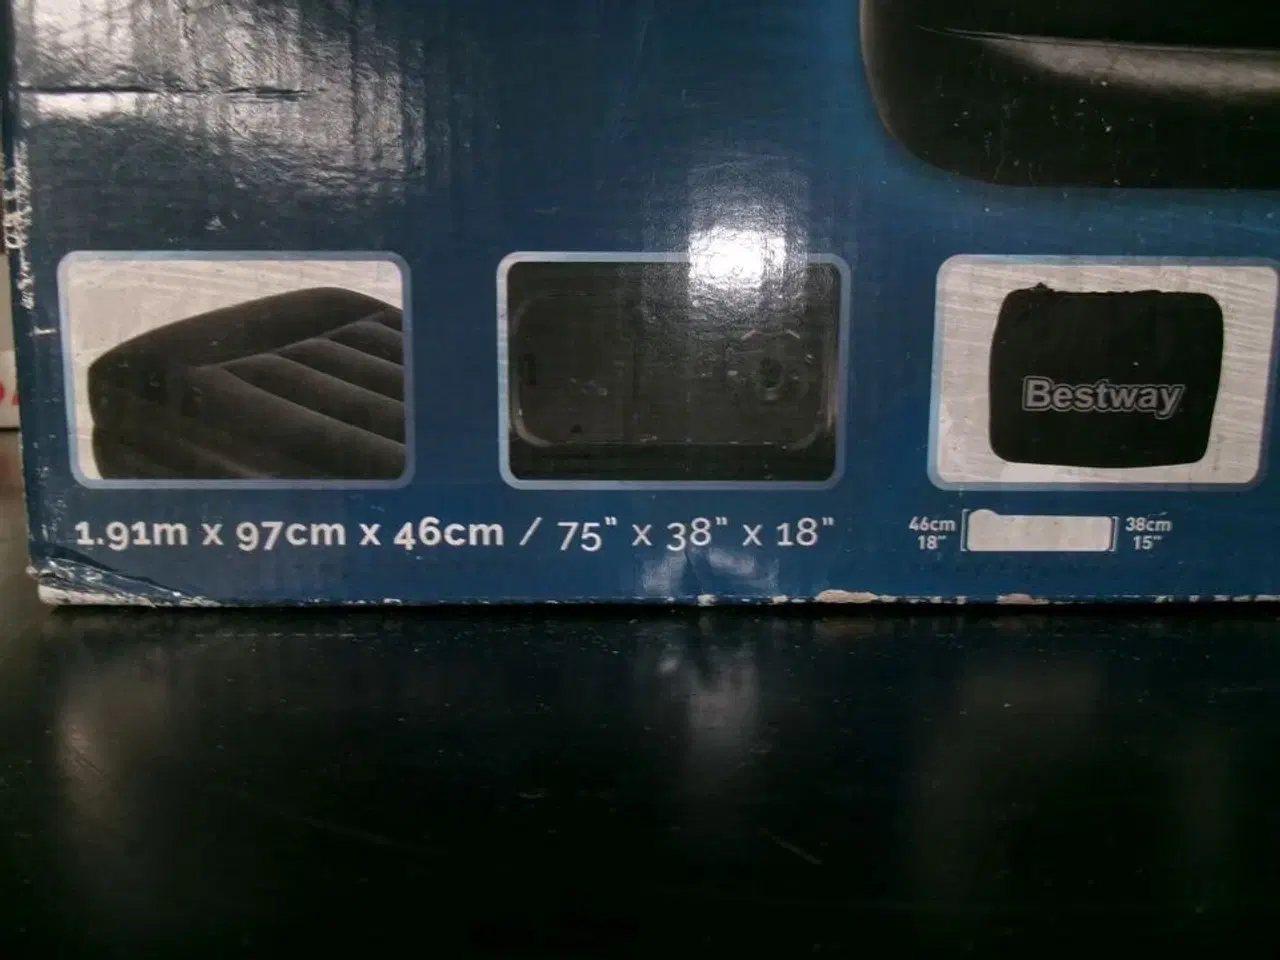 Bestway
1.91m x 97cm x 46cm / 75" x 38" x 18"
46cm
18"
38cm
15"